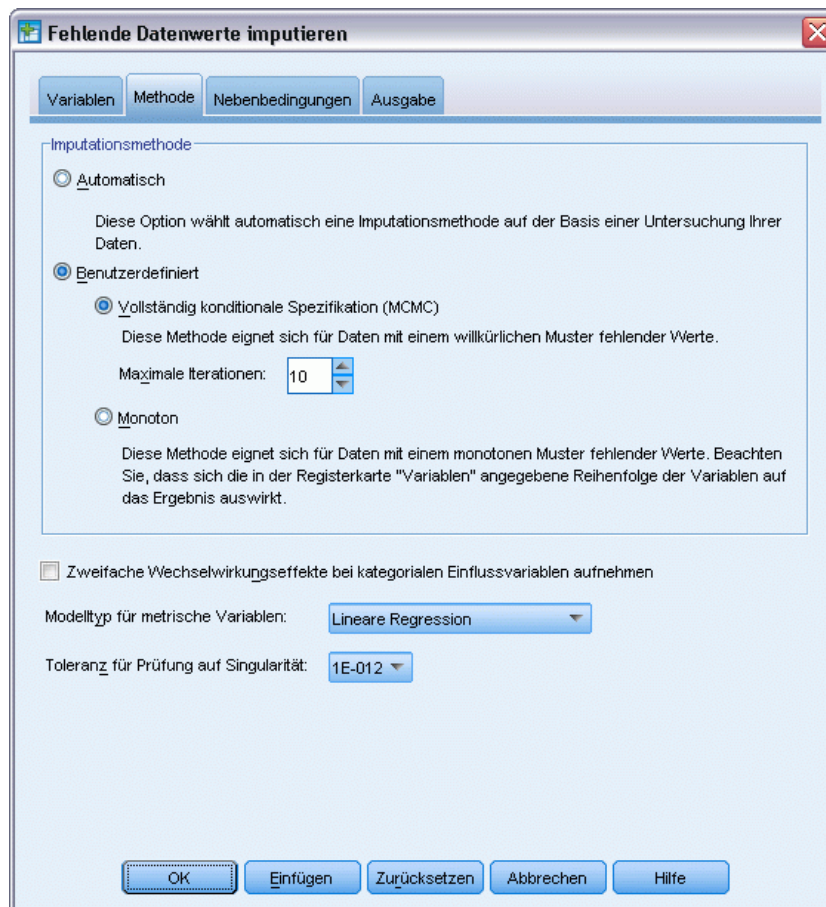 Fehlende Datenwerte imputieren
Variablen Methode Nebenbedingungen Ausgabe
Imputationsmethode
Automatisch
Diese Option wählt automatisch eine Imputationsmethode auf der Basis einer Untersuchung Ihrer
Daten.
Benutzerdefiniert
Vollständig konditionale Spezifikation (MCMC)
Diese Methode eignet sich für Daten mit einem willkürlichen Muster fehlender Werte.
Maximale Iterationen: 10
Monoton
Diese Methode eignet sich für Daten mit einem monotonen Muster fehlender Werte. Beachten
Sie, dass sich die in der Registerkarte "Variablen" angegebene Reihenfolge der Variablen auf
das Ergebnis auswirkt.
Zweifache Wechselwirkungseffekte bei kategorialen Einflussvariablen aufnehmen
Modelltyp für metrische Variablen: Lineare Regression
Toleranz für Prüfung auf Singularität: 1E-012
OK Einfügen Zurücksetzen Abbrechen Hilfe